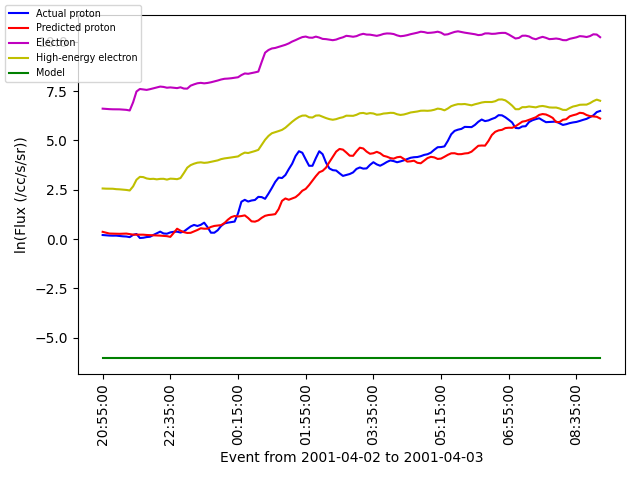 Actual proton
Predicted proton
Electron
High-energy electron
Model
7.5
5.0
2.5
0.0
−2.5
−5.0
ln(Flux (/cc/s/sr))
20:55:00
22:35:00
00:15:00
01:55:00
03:35:00
05:15:00
06:55:00
08:35:00
Event from 2001-04-02 to 2001-04-03